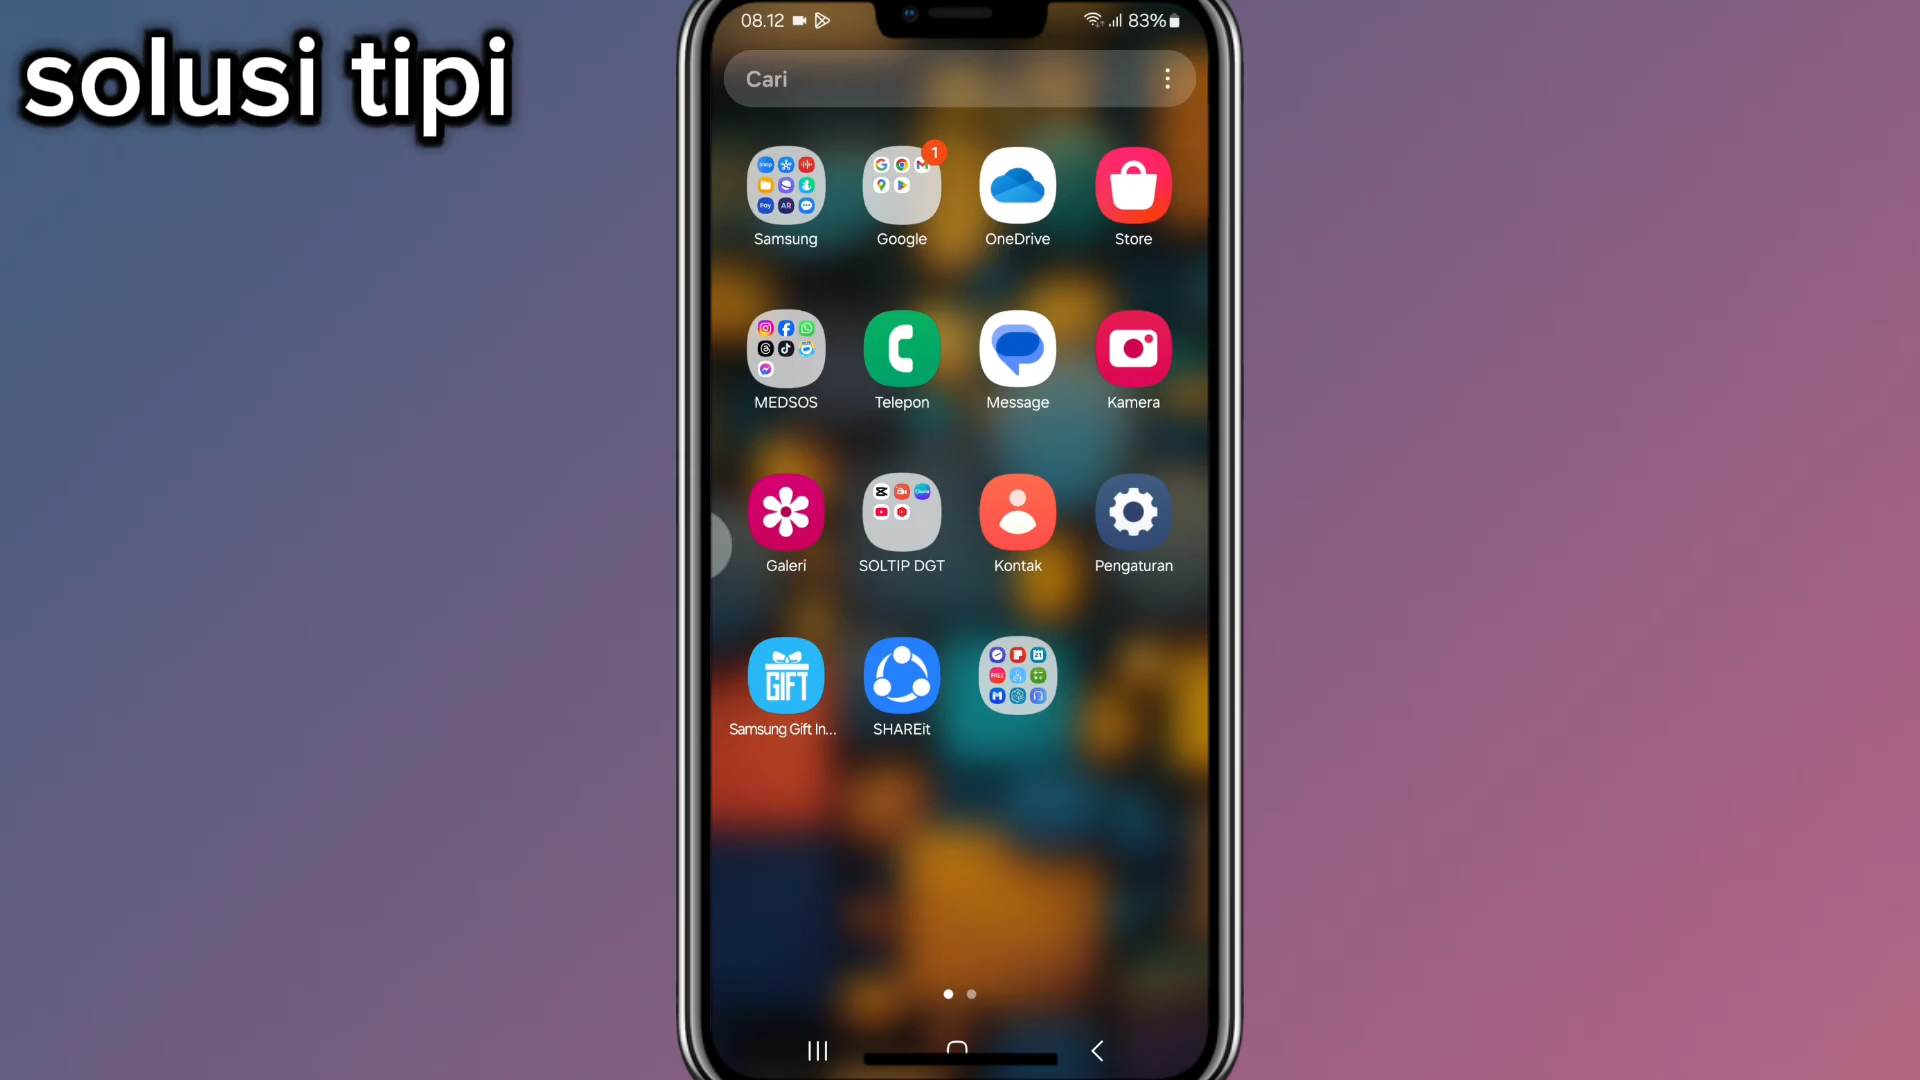 solusi tipi
08.12
83%
Cari
1
Samsung
Google
OneDrive
Store
MEDSOS
Telepon
Message
Kamera
Galeri
SOLTIP DGT
Kontak
Pengaturan
GIFT
Samsung Gift In...
SHAREit